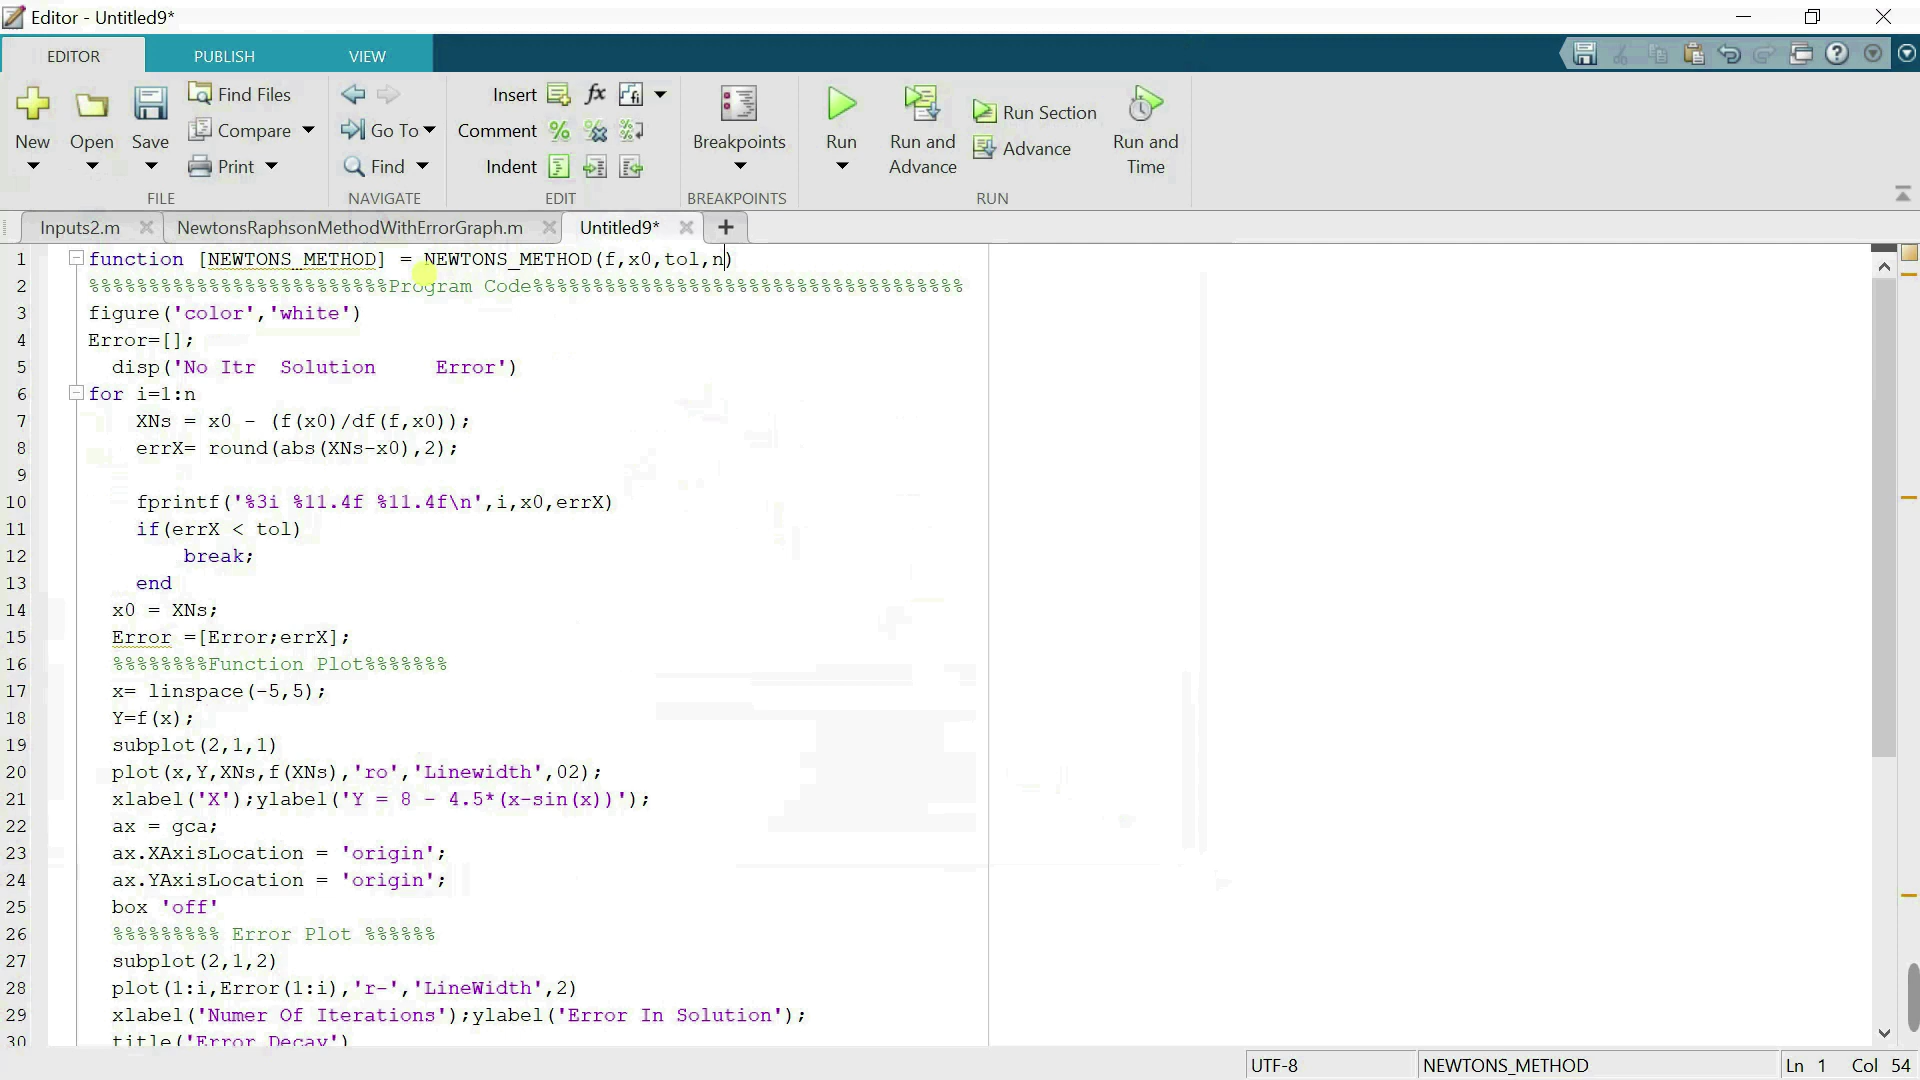 Editor - Untitled9*
EDITOR PUBLISH VIEW
New Open Save Find Files Compare Print
FILE
Go To Find
NAVIGATE
Insert fx
Comment
Indent
EDIT
Breakpoints
BREAKPOINTS
Run Run and Advance Run Section Advance Run and Time
RUN
Inputs2.m NewtonsRaphsonMethodWithErrorGraph.m Untitled9*
1 function [NEWTONS_METHOD] = NEWTONS_METHOD(f,x0,tol,n)
2 %%%%%%%%%%%%%%%%%%%%%%%%%Program Code%%%%%%%%%%%%%%%%%%%%%%%%%%%%%%%%%%%%
3 figure('color','white')
4 Error=[];
5 disp('No Itr  Solution     Error')
6 for i=1:n
7 XNs = x0 - (f(x0)/df(f,x0));
8 errX= round(abs(XNs-x0),2);
9
10 fprintf('%3i %11.4f %11.4f\n',i,x0,errX)
11 if(errX < tol)
12 break;
13 end
14 x0 = XNs;
15 Error =[Error;errX];
16 %%%%%%%%Function Plot%%%%%%%
17 x= linspace(-5,5);
18 Y=f(x);
19 subplot(2,1,1)
20 plot(x,Y,XNs,f(XNs),'ro','Linewidth',02);
21 xlabel('X');ylabel('Y = 8 - 4.5*(x-sin(x))');
22 ax = gca;
23 ax.XAxisLocation = 'origin';
24 ax.YAxisLocation = 'origin';
25 box 'off'
26 %%%%%%%%% Error Plot %%%%%%
27 subplot(2,1,2)
28 plot(1:i,Error(1:i),'r-','LineWidth',2)
29 xlabel('Numer Of Iterations');ylabel('Error In Solution');
30 title('Error Decay')
UTF-8 NEWTONS_METHOD Ln 1 Col 54